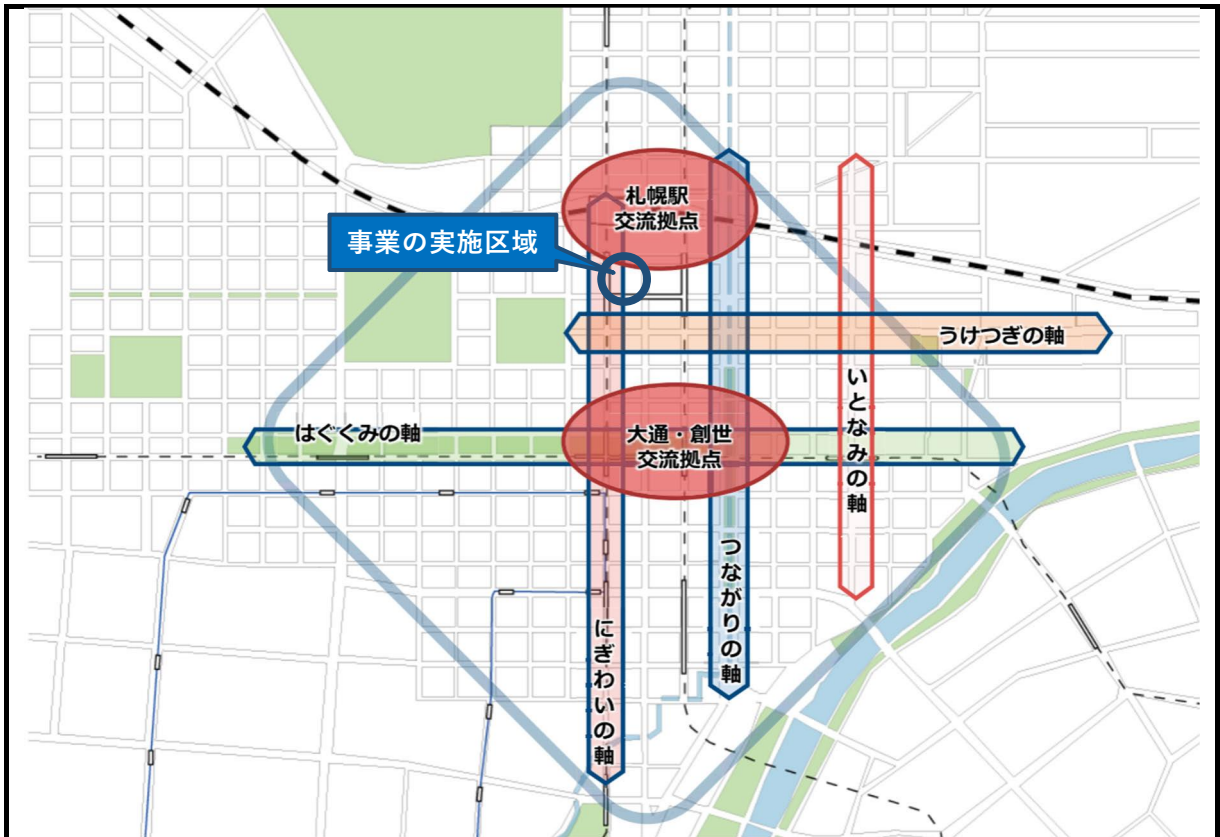 札幌駅
交流拠点
事業の実施区域
うけつぎの軸
いとなみの軸
はぐくみの軸
大通・創世
交流拠点
つながりの軸
にぎわいの軸